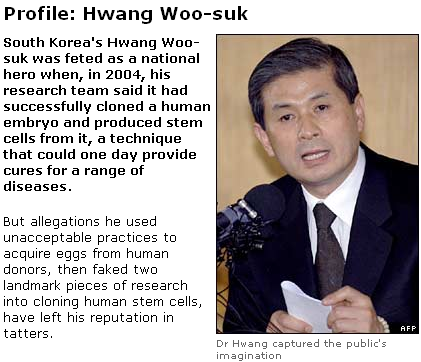 Profile: Hwang Woo-suk
South Korea's Hwang Woo-
suk was feted as a national
hero when, in 2004, his
research team said it had
successfully cloned a human
embryo and produced stem
cells from it, a technique
that could one day provide
cures for a range of
diseases.
But allegations he used
unacceptable practices to
acquire eggs from human
donors, then faked two
landmark pieces of research
into cloning human stem cells,
have left his reputation in
tatters.
AFP
Dr Hwang captured the public's
imagination